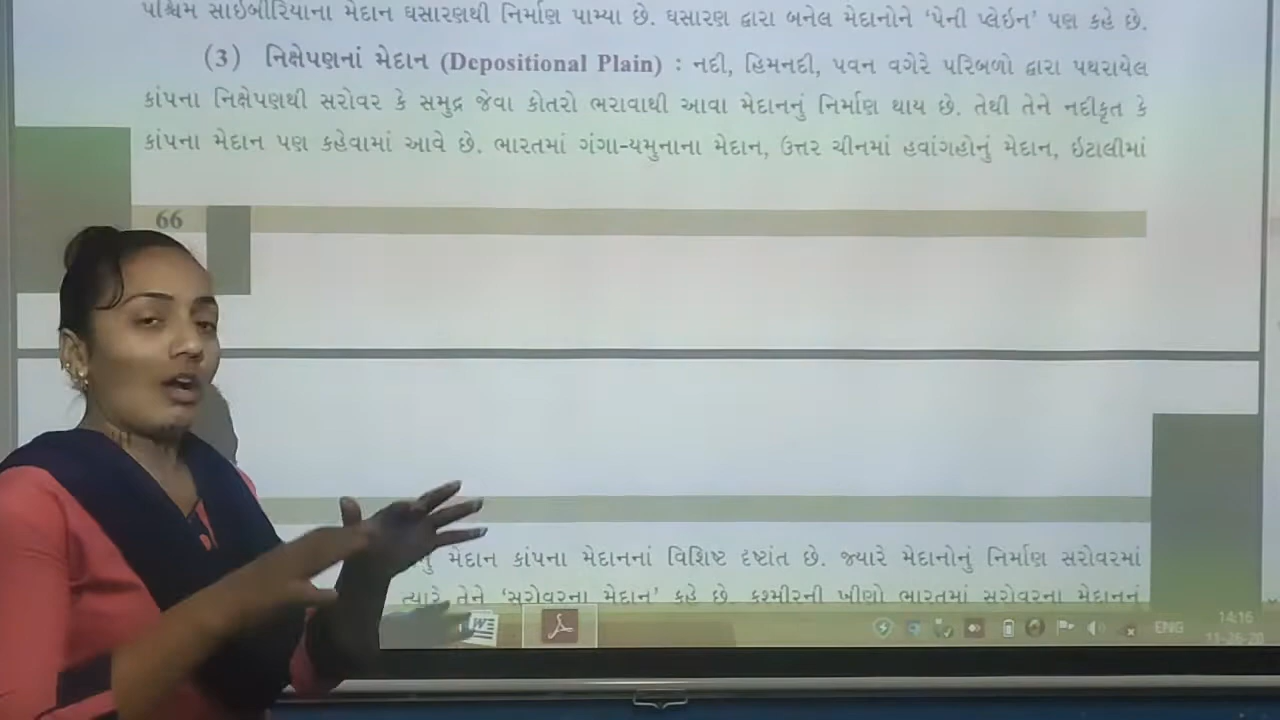 પશ્ચિમ સાઇબીરિયાના મેદાન ઘસારણથી નિર્માણ પામ્યા છે. ઘસારણ દ્વારા બનેલ મેદાનોને ‘પેની પ્લેઇન’ પણ કહે છે.
(3) નિક્ષેપણનાં મેદાન (Depositional Plain) : નદી, હિમનદી, પવન વગેરે પરિબળો દ્વારા પથરાયેલ
કાંપના નિક્ષેપણથી સરોવર કે સમુદ્ર જેવા કોતરો ભરાવાથી આવા મેદાનનું નિર્માણ થાય છે. તેથી તેને નદીકૃત કે
કાંપના મેદાન પણ કહેવામાં આવે છે. ભારતમાં ગંગા-યમુનાના મેદાન, ઉત્તર ચીનમાં હવાંગહોનું મેદાન, ઇટાલીમાં
66
મેદાન કાંપના મેદાનનાં વિશિષ્ટ દૃષ્ટાંત છે. જ્યારે મેદાનોનું નિર્માણ સરોવરમાં
ત્યારે તેને ‘સરોવરના મેદાન’ કહે છે. કશ્મીરની ખીણો ભારતમાં સરોવરના મેદાનનાં
ENG
14:16